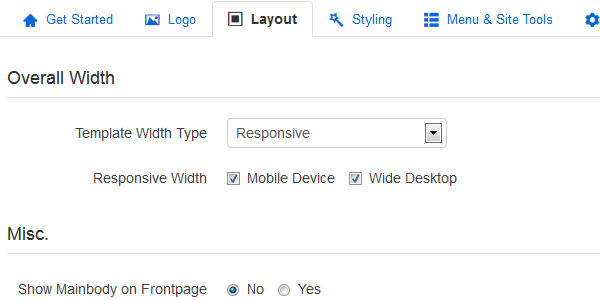 Get Started Logo Layout Styling Menu & Site Tools
Overall Width
Template Width Type Responsive
Responsive Width Mobile Device Wide Desktop
Misc.
Show Mainbody on Frontpage No Yes